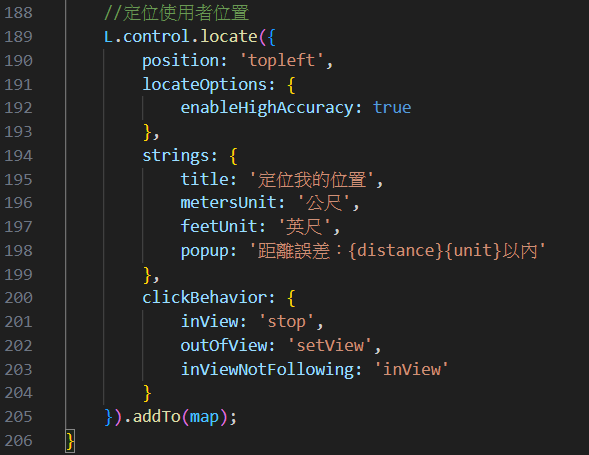 188 //定位使用者位置
189 L.control.locate({
190 position: 'topleft',
191 locateOptions: {
192 enableHighAccuracy: true
193 },
194 strings: {
195 title: '定位我的位置',
196 metersUnit: '公尺',
197 feetUnit: '英尺',
198 popup: '距離誤差：{distance}{unit}以內'
199 },
200 clickBehavior: {
201 inView: 'stop',
202 outOfView: 'setView',
203 inViewNotFollowing: 'inView'
204 }
205 }).addTo(map);
206 }